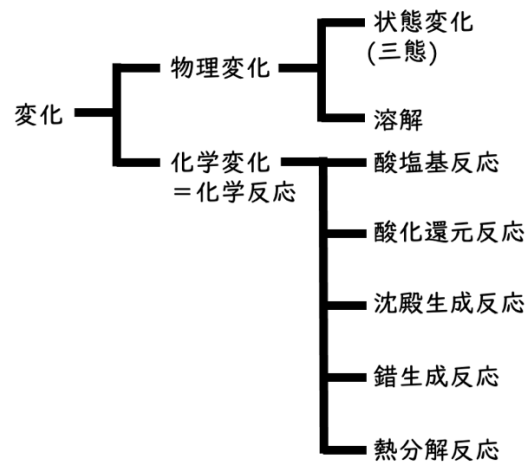 変化
物理変化
状態変化
(三態)
溶解
化学変化
＝化学反応
酸塩基反応
酸化還元反応
沈殿生成反応
錯生成反応
熱分解反応